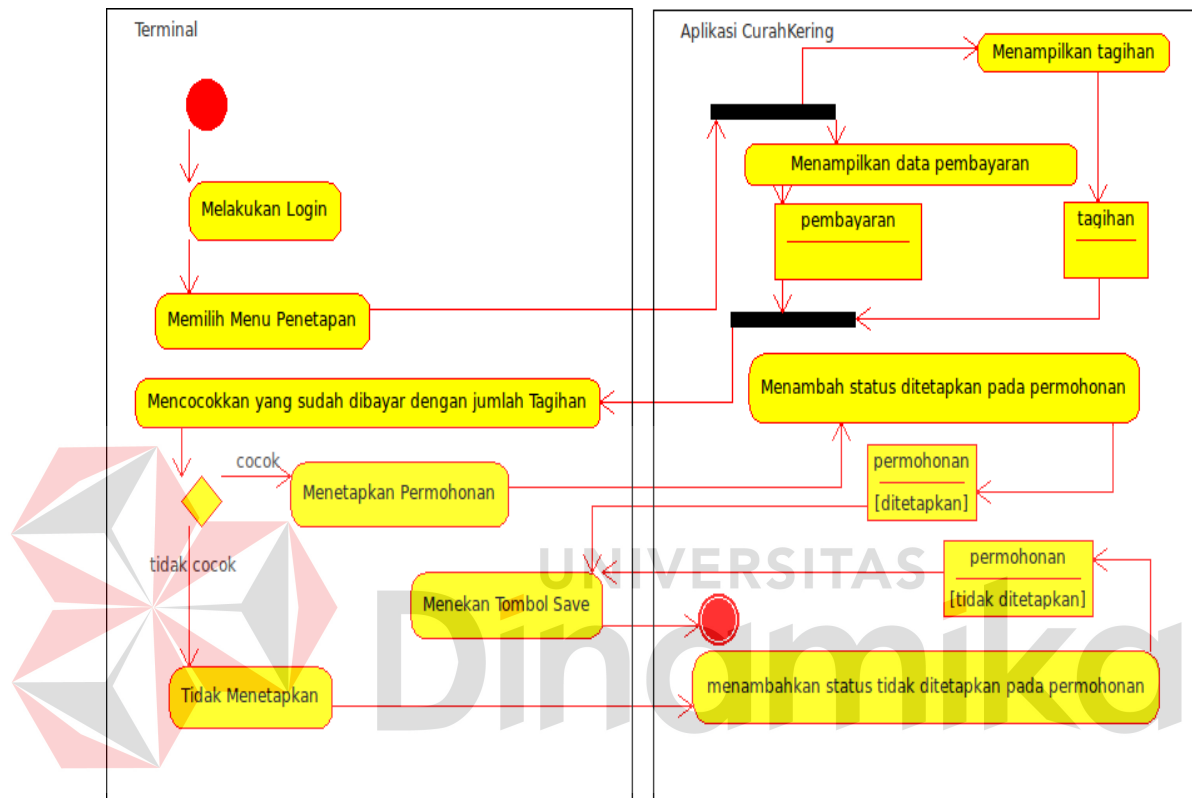 Terminal
Aplikasi CurahKering
Menampilkan tagihan
Menampilkan data pembayaran
Melakukan Login
pembayaran
tagihan
Memilih Menu Penetapan
Mencocokkan yang sudah dibayar dengan jumlah Tagihan
Menambah status ditetapkan pada permohonan
cocok
Menetapkan Permohonan
permohonan
[ditetapkan]
tidak cocok
UNIVERSITAS
Dinamika
permohonan
[tidak ditetapkan]
Menekan Tombol Save
Tidak Menetapkan
menambahkan status tidak ditetapkan pada permohonan